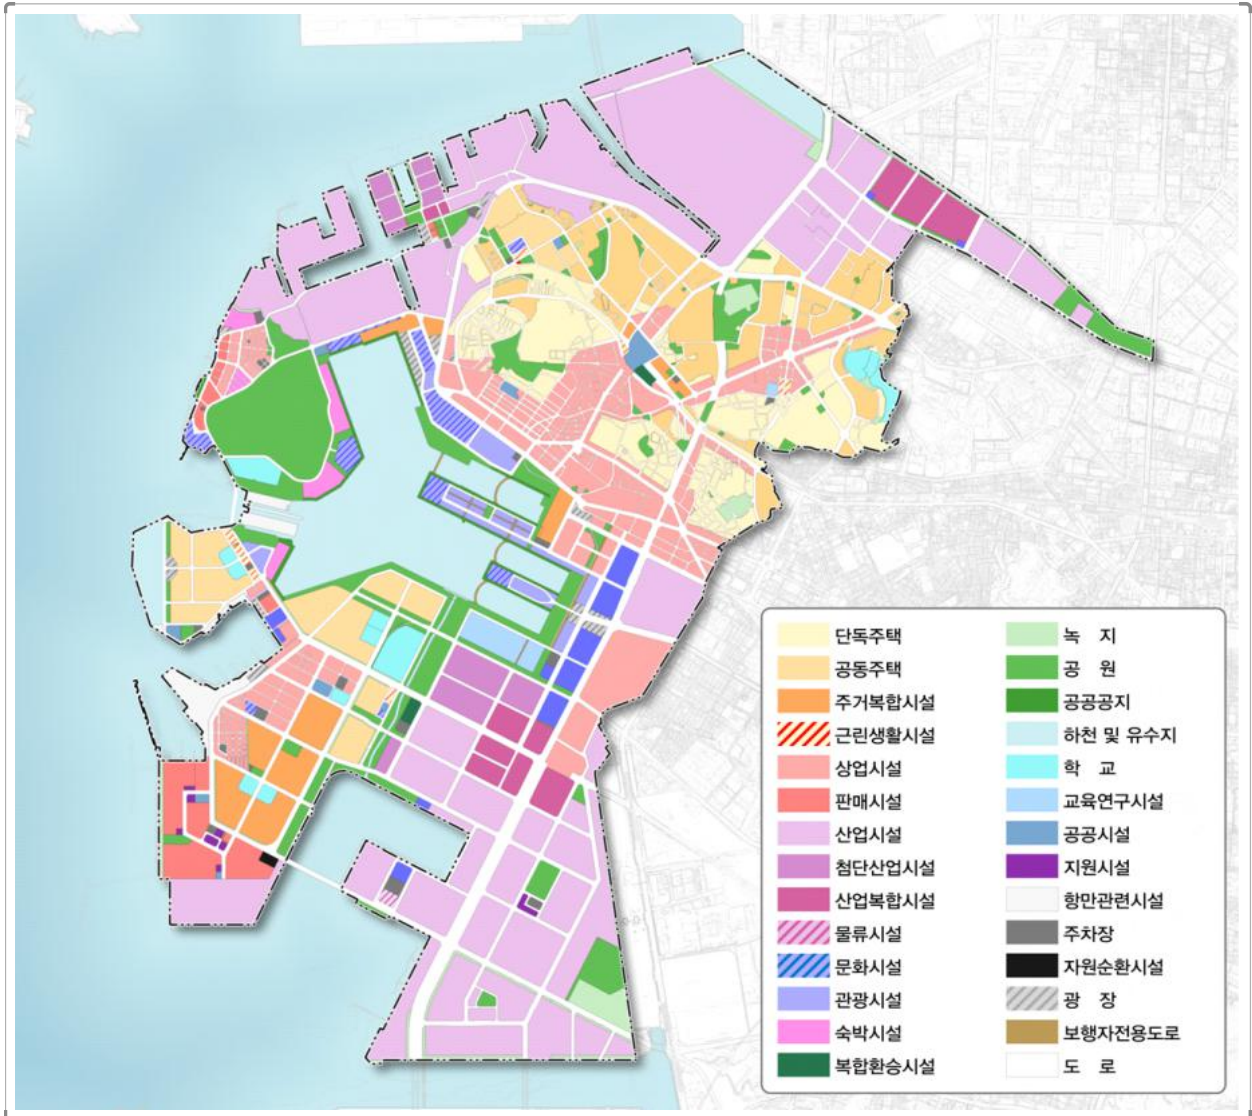 단독주택
공동주택
주거복합시설
근린생활시설
상업시설
판매시설
산업시설
첨단산업시설
산업복합시설
물류시설
문화시설
관광시설
숙박시설
복합환승시설
녹 지
공 원
공공공지
하천 및 유수지
학 교
교육연구시설
공공시설
지원시설
항만관련시설
주차장
자원순환시설
광 장
보행자전용도로
도 로